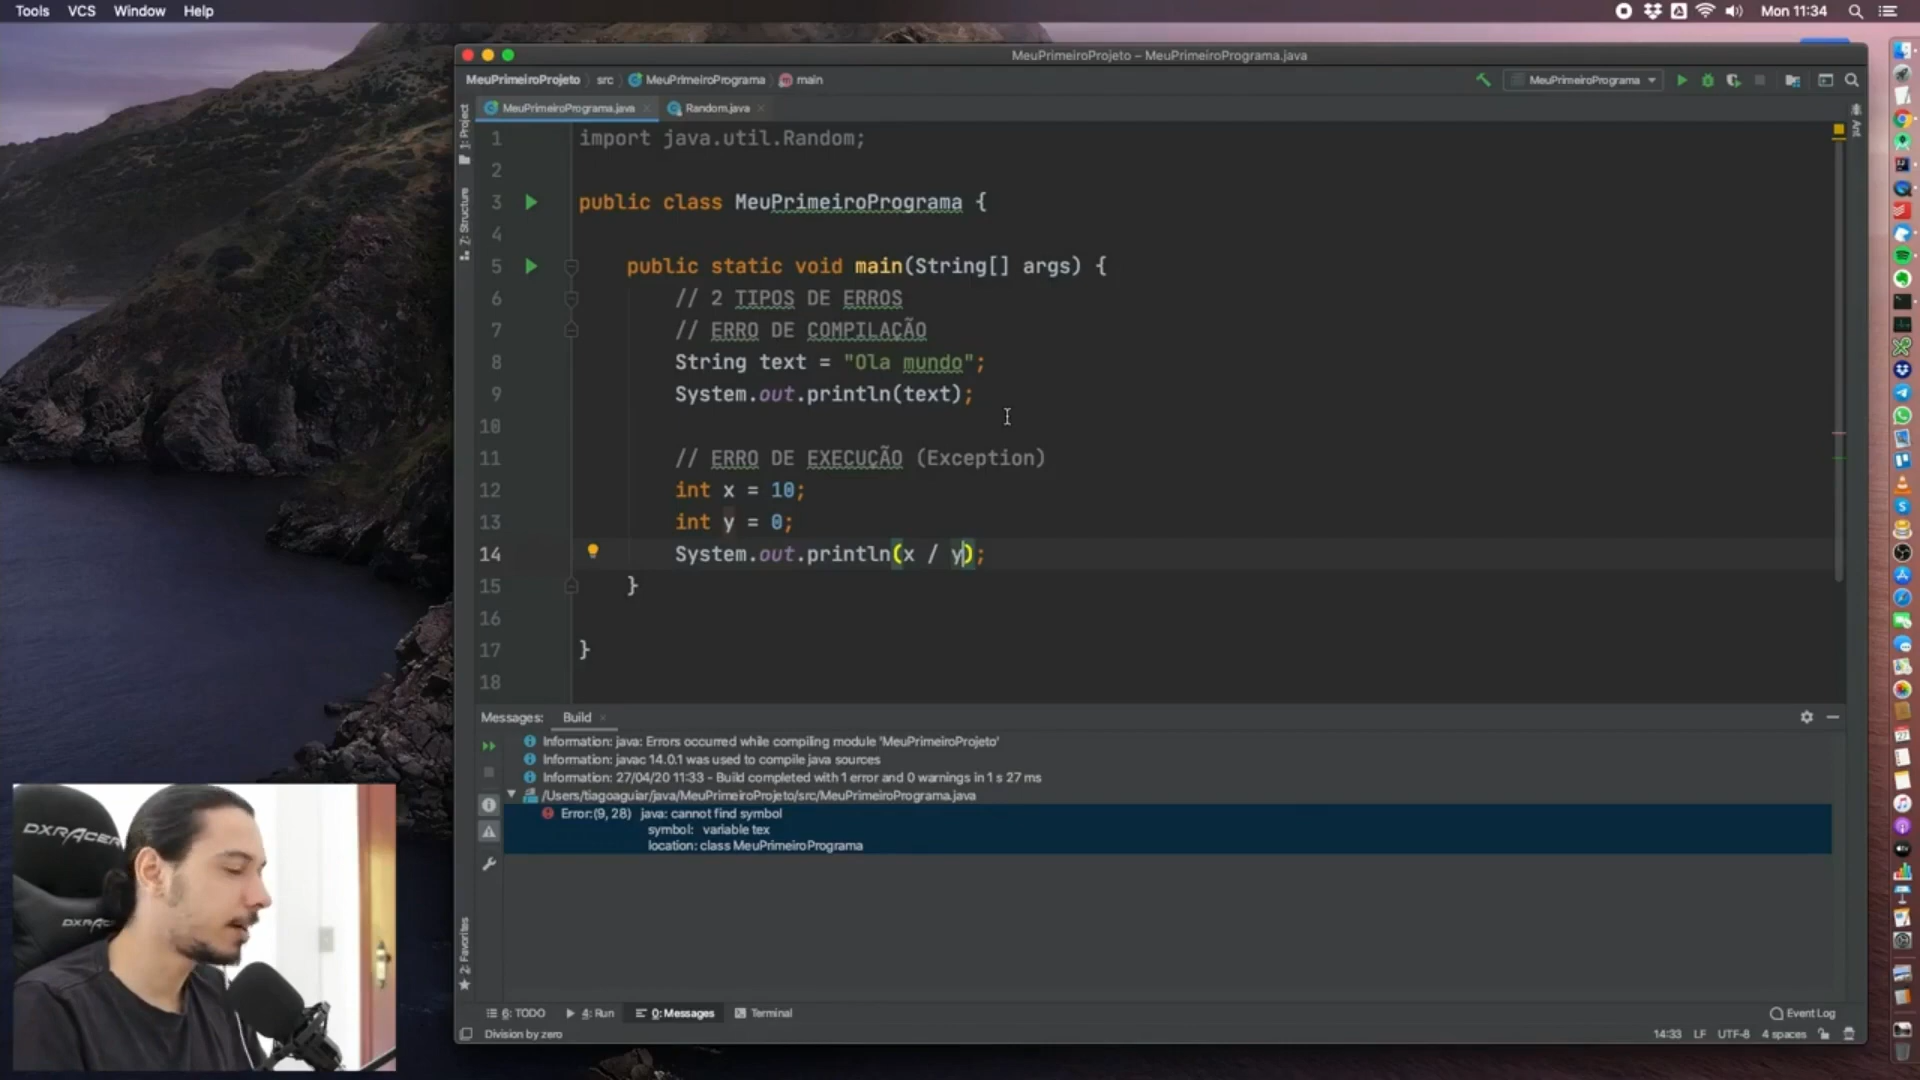 Tools VCS Window Help
Mon 11:34
MeuPrimeiroProjeto – MeuPrimeiroPrograma.java
MeuPrimeiroProjeto src MeuPrimeiroPrograma main
MeuPrimeiroPrograma
MeuPrimeiroPrograma.java Random.java
1: Project
Z: Structure
2: Favorites
Ant
1 import java.util.Random;
2
3 public class MeuPrimeiroPrograma {
4
5 public static void main(String[] args) {
6 // 2 TIPOS DE ERROS
7 // ERRO DE COMPILAÇÃO
8 String text = "Ola mundo";
9 System.out.println(text);
10
11 // ERRO DE EXECUÇÃO (Exception)
12 int x = 10;
13 int y = 0;
14 System.out.println(x / y);
15 }
16
17 }
18
Messages: Build
Information: java: Errors occurred while compiling module 'MeuPrimeiroProjeto'
Information: javac 14.0.1 was used to compile java sources
Information: 27/04/20 11:33 - Build completed with 1 error and 0 warnings in 1 s 27 ms
/Users/tiagoaguiar/java/MeuPrimeiroProjeto/src/MeuPrimeiroPrograma.java
Error:(9, 28) java: cannot find symbol
symbol: variable tex
location: class MeuPrimeiroPrograma
6: TODO 4: Run 0: Messages Terminal
Event Log
Division by zero
14:33 LF UTF-8 4 spaces
DXRACER